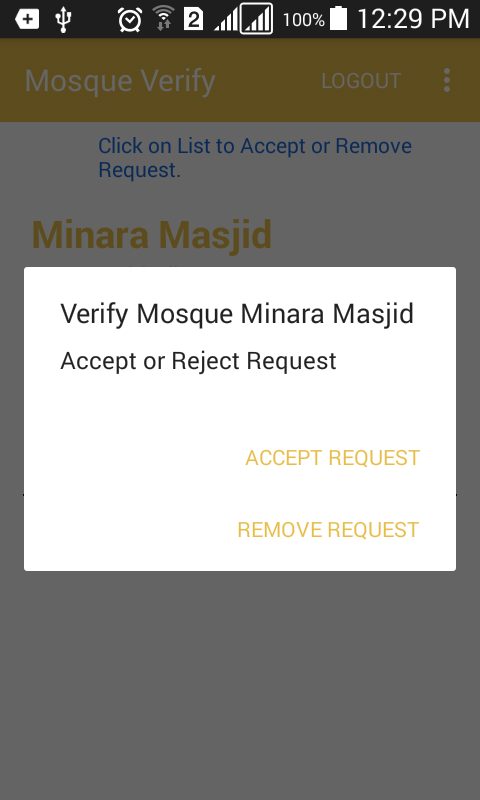 2 100% 12:29 PM
Mosque Verify LOGOUT
Click on List to Accept or Remove
Request.
Minara Masjid
Verify Mosque Minara Masjid
Accept or Reject Request
ACCEPT REQUEST
REMOVE REQUEST